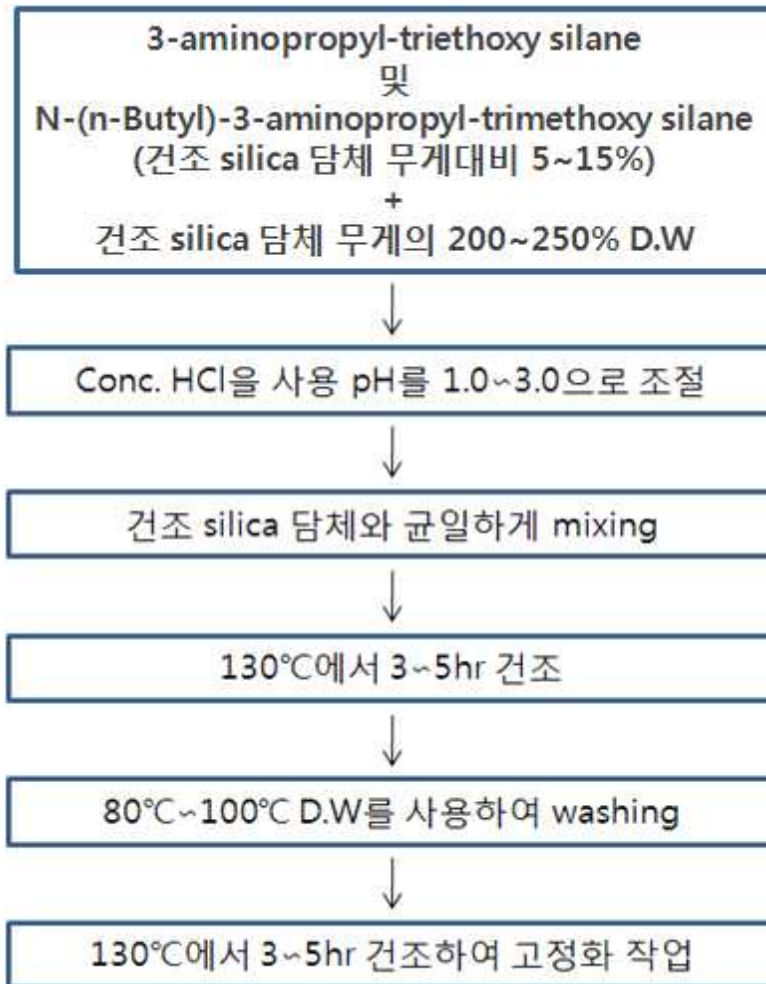 3-aminopropyl-triethoxy silane
및
N-(n-Butyl)-3-aminopropyl-trimethoxy silane
(건조 silica 담체 무게대비 5~15%)
+
건조 silica 담체 무게의 200~250% D.W
↓
Conc. HCl을 사용 pH를 1.0~3.0으로 조절
↓
건조 silica 담체와 균일하게 mixing
↓
130℃에서 3~5hr 건조
↓
80℃~100℃ D.W를 사용하여 washing
↓
130℃에서 3~5hr 건조하여 고정화 작업